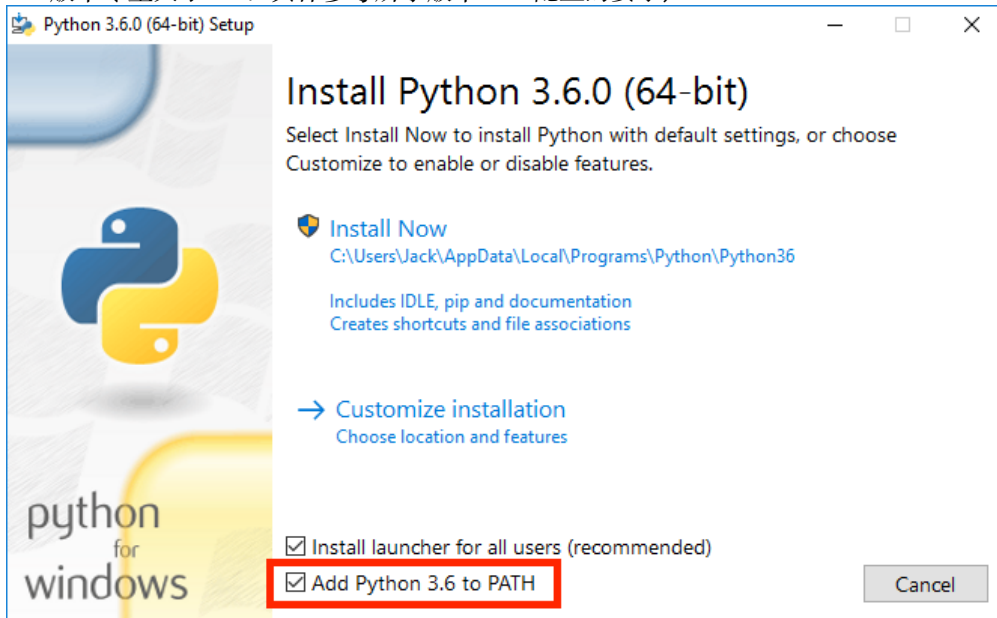 Python 3.6.0 (64-bit) Setup
Install Python 3.6.0 (64-bit)
Select Install Now to install Python with default settings, or choose
Customize to enable or disable features.
Install Now
C:\Users\Jack\AppData\Local\Programs\Python\Python36
Includes IDLE, pip and documentation
Creates shortcuts and file associations
Customize installation
Choose location and features
python
for
windows
Install launcher for all users (recommended)
Add Python 3.6 to PATH
Cancel